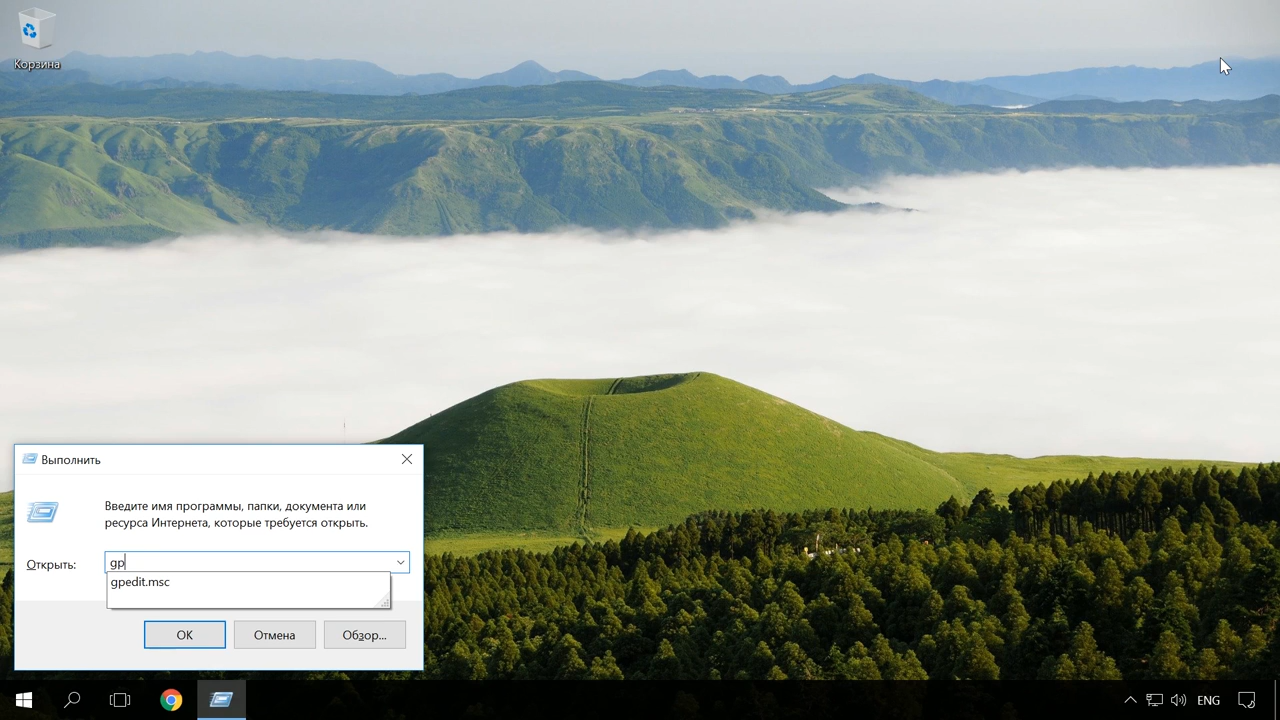 Корзина
Выполнить
Введите имя программы, папки, документа или
ресурса Интернета, которые требуется открыть.
Открыть:
gp
gpedit.msc
ОК
Отмена
Обзор...
ENG